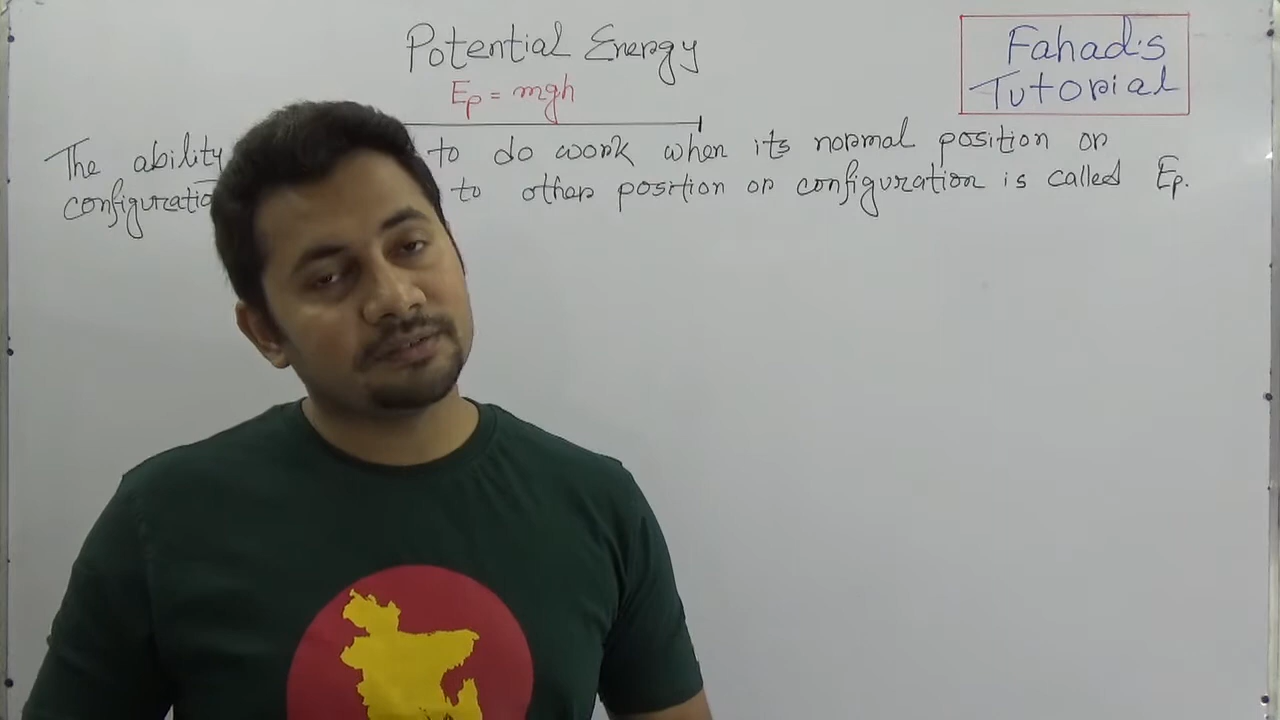 Potential Energy
Ep = mgh
Fahad's
Tutorial
The ability to do work when its normal position or
to other position or configuration is called Ep.